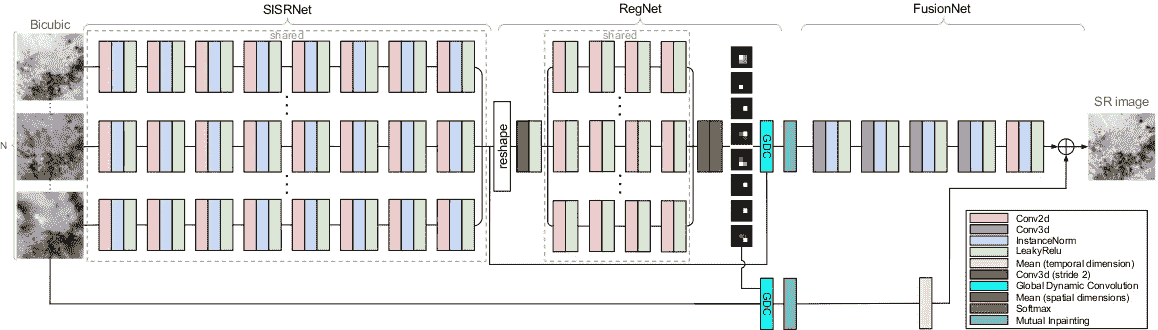 SISRNet
RegNet
FusionNet
Bicubic
shared
shared
N
reshape
GDC
SR image
GDC
Conv2d
Conv3d
InstanceNorm
LeakyRelu
Mean (temporal dimension)
Conv3d (stride 2)
Global Dynamic Convolution
Mean (spatial dimensions)
Softmax
Mutual Inpainting